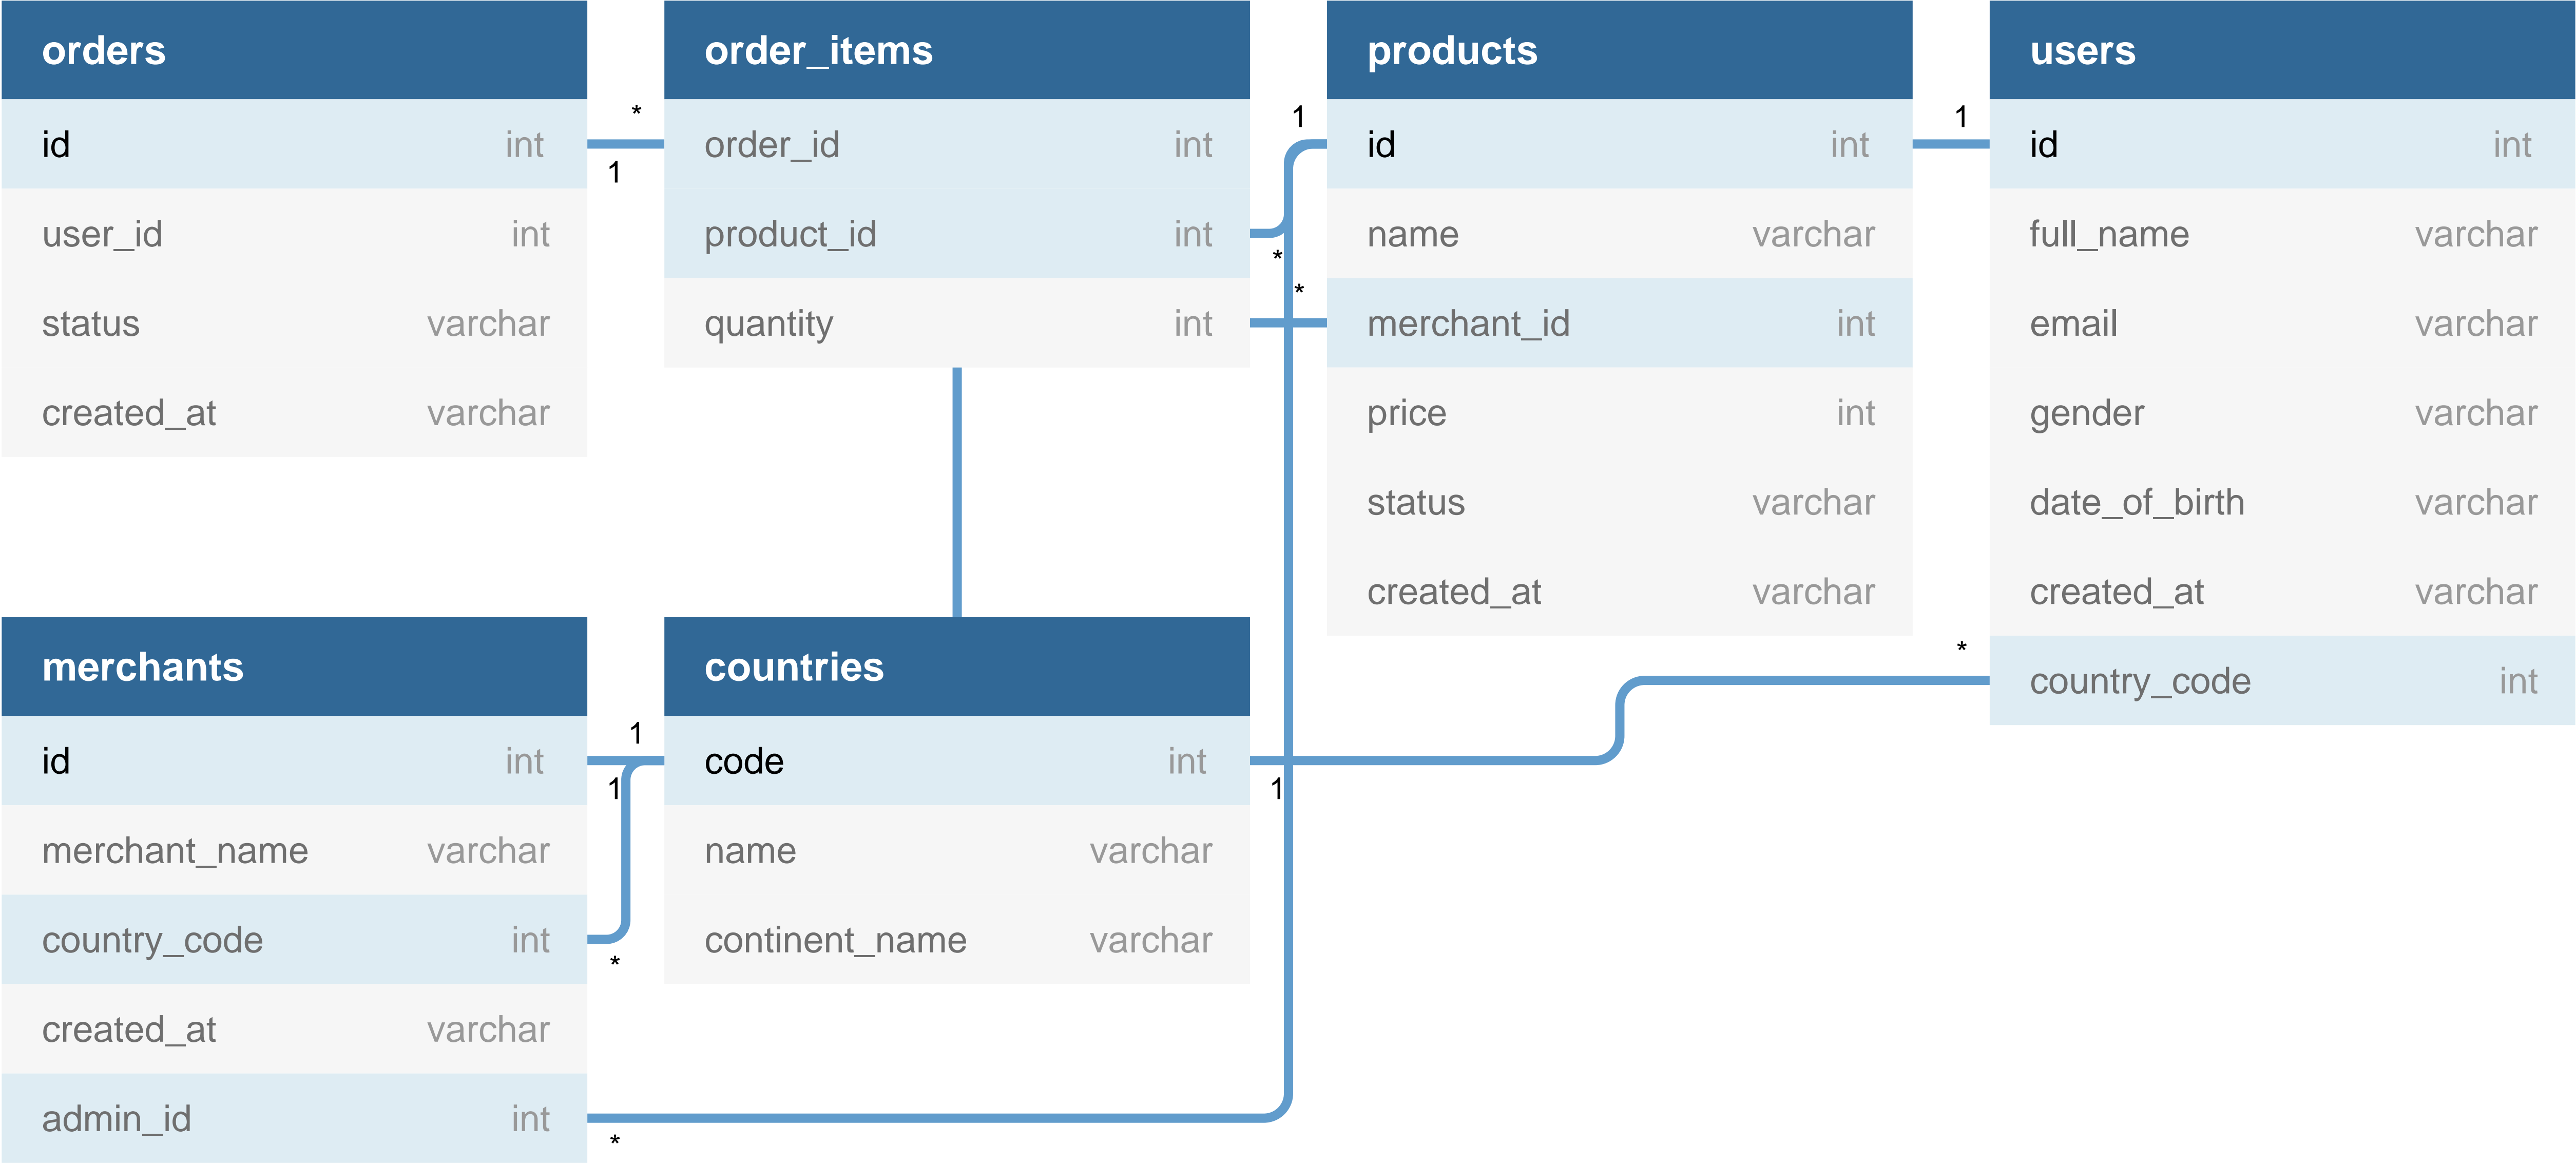 orders
id int
user_id int
status varchar
created_at varchar
* 1
order_items
order_id int
product_id int
quantity int
1 * *
products
id int
name varchar
merchant_id int
price int
status varchar
created_at varchar
1
users
id int
full_name varchar
email varchar
gender varchar
date_of_birth varchar
created_at varchar
country_code int
*
merchants
id int
merchant_name varchar
country_code int
created_at varchar
admin_id int
1
1
*
*
countries
code int
name varchar
continent_name varchar
1